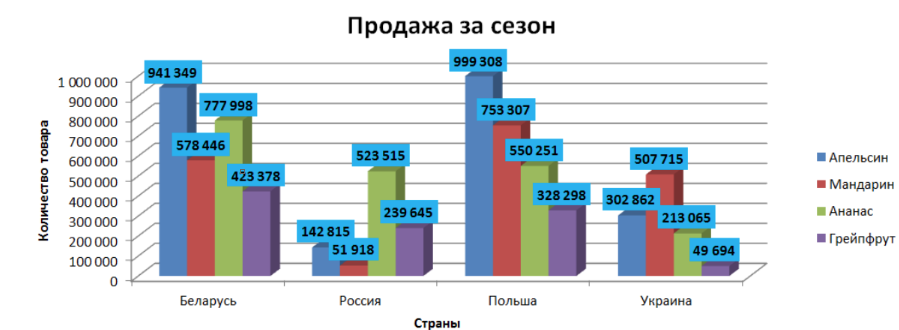 Продажа за сезон
Количество товара
1 000 000
900 000
800 000
700 000
600 000
500 000
400 000
300 000
200 000
100 000
0
941 349
578 446
777 998
423 378
142 815
51 918
523 515
239 645
999 308
753 307
550 251
328 298
302 862
507 715
213 065
49 694
Беларусь
Россия
Польша
Украина
Страны
Апельсин
Мандарин
Ананас
Грейпфрут